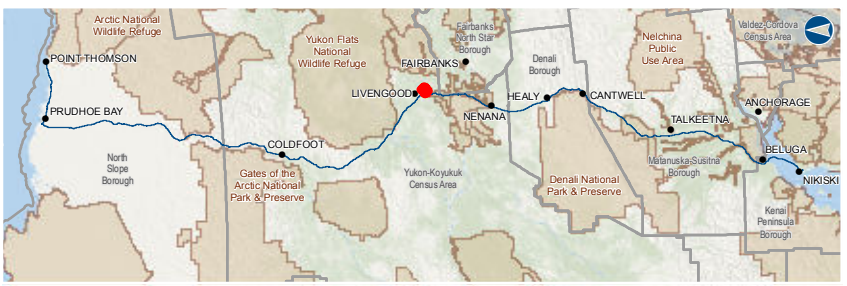 Arctic National
Wildlife Refuge
POINT THOMSON
PRUDHOE BAY
North
Slope
Borough
COLDFOOT
Gates of the
Arctic National
Park & Preserve
Yukon Flats
National
Wildlife Refuge
LIVENGOOD
FAIRBANKS
Fairbanks
North Star
Borough
NENANA
Yukon-Koyukuk
Census Area
Denali
Borough
HEALY
CANTWELL
Denali National
Park & Preserve
Nelchina
Public
Use Area
TALKEETNA
Matanuska-Susitna
Borough
Valdez-Cordova
Census Area
ANCHORAGE
BELUGA
NIKISKI
Kenai
Peninsula
Borough